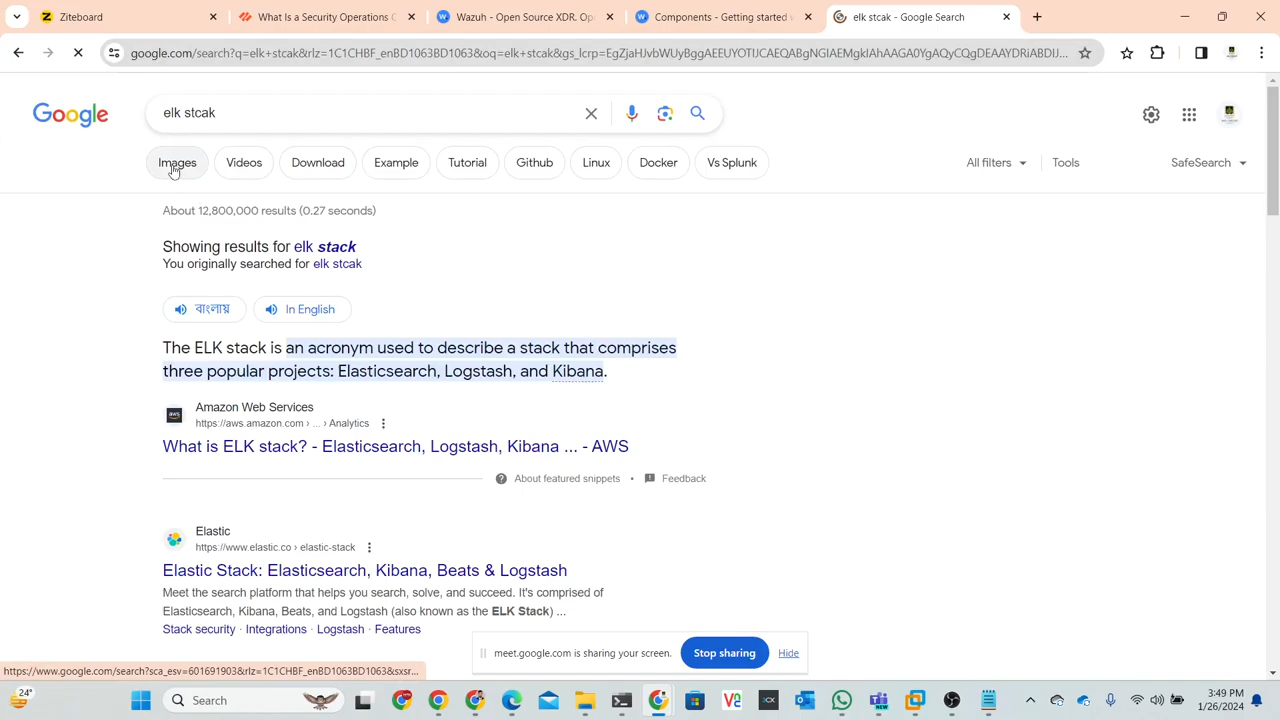 Ziteboard
What Is a Security Operations C
Wazuh - Open Source XDR. Op
Components - Getting started w
elk stcak - Google Search
google.com/search?q=elk+stcak&rlz=1C1CHBF_enBD1063BD1063&oq=elk+stcak&gs_lcrp=EgZjaHJvbWUyBggAEEUYOTIJCAEQABgNGIAEMgkIAhAAGA0YgAQyCQgDEAAYDRiABDIJ...
Google
elk stcak
Images
Videos
Download
Example
Tutorial
Github
Linux
Docker
Vs Splunk
All filters
Tools
SafeSearch
About 12,800,000 results (0.27 seconds)
Showing results for elk stack
You originally searched for elk stcak
বাংলায়
In English
The ELK stack is an acronym used to describe a stack that comprises
three popular projects: Elasticsearch, Logstash, and Kibana.
aws
Amazon Web Services
https://aws.amazon.com › ... › Analytics
What is ELK stack? - Elasticsearch, Logstash, Kibana ... - AWS
About featured snippets • Feedback
Elastic
https://www.elastic.co › elastic-stack
Elastic Stack: Elasticsearch, Kibana, Beats & Logstash
Meet the search platform that helps you search, solve, and succeed. It's comprised of
Elasticsearch, Kibana, Beats, and Logstash (also known as the ELK Stack) ...
Stack security · Integrations · Logstash · Features
meet.google.com is sharing your screen.
Stop sharing
Hide
https://www.google.com/search?sca_esv=601691903&rlz=1C1CHBF_enBD1063BD1063&sxsr...
24°
Search
3:49 PM
1/26/2024